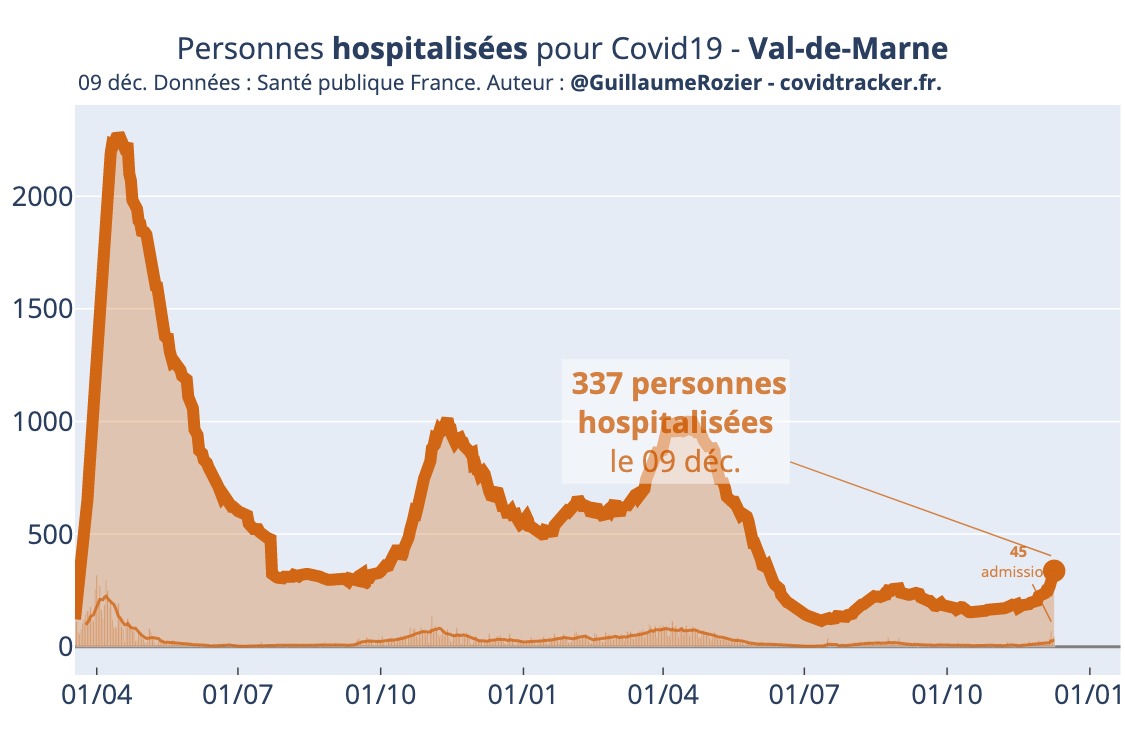 Personnes hospitalisées pour Covid19 - Val-de-Marne
09 déc. Données : Santé publique France. Auteur : @GuillaumeRozier - covidtracker.fr.
2000
1500
1000
500
0
337 personnes
hospitalisées
le 09 déc.
45
admissio
01/04 01/07 01/10 01/01 01/04 01/07 01/10 01/01